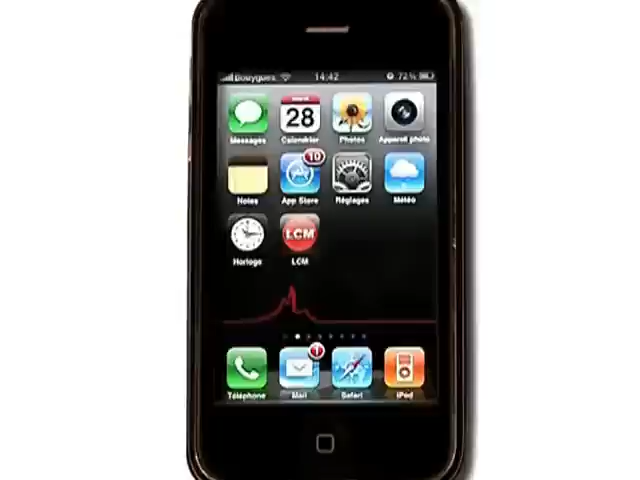 Bouygues 14:42 72 %
28
Messages Calendrier Photos Appareil photo
10
Notes App Store Réglages Météo
LCM
Horloge LCM
1
Téléphone Mail Safari iPod